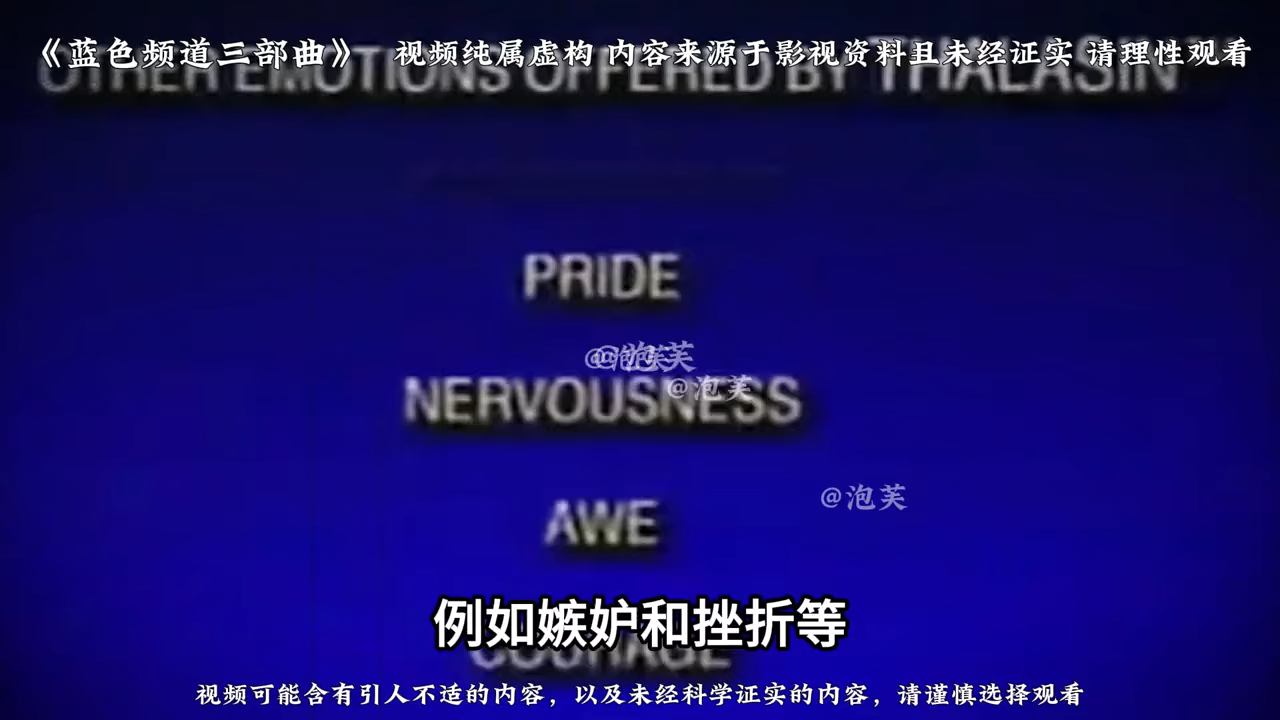 《蓝色频道三部曲》 视频纯属虚构 内容来源于影视资料且未经证实 请理性观看
OTHER EMOTIONS OFFERED BY THALASIN
PRIDE
@泡芙
@泡芙
@泡芙
NERVOUSNESS
@泡芙
AWE
例如嫉妒和挫折等
COURAGE
视频可能含有引人不适的内容，以及未经科学证实的内容，请谨慎选择观看